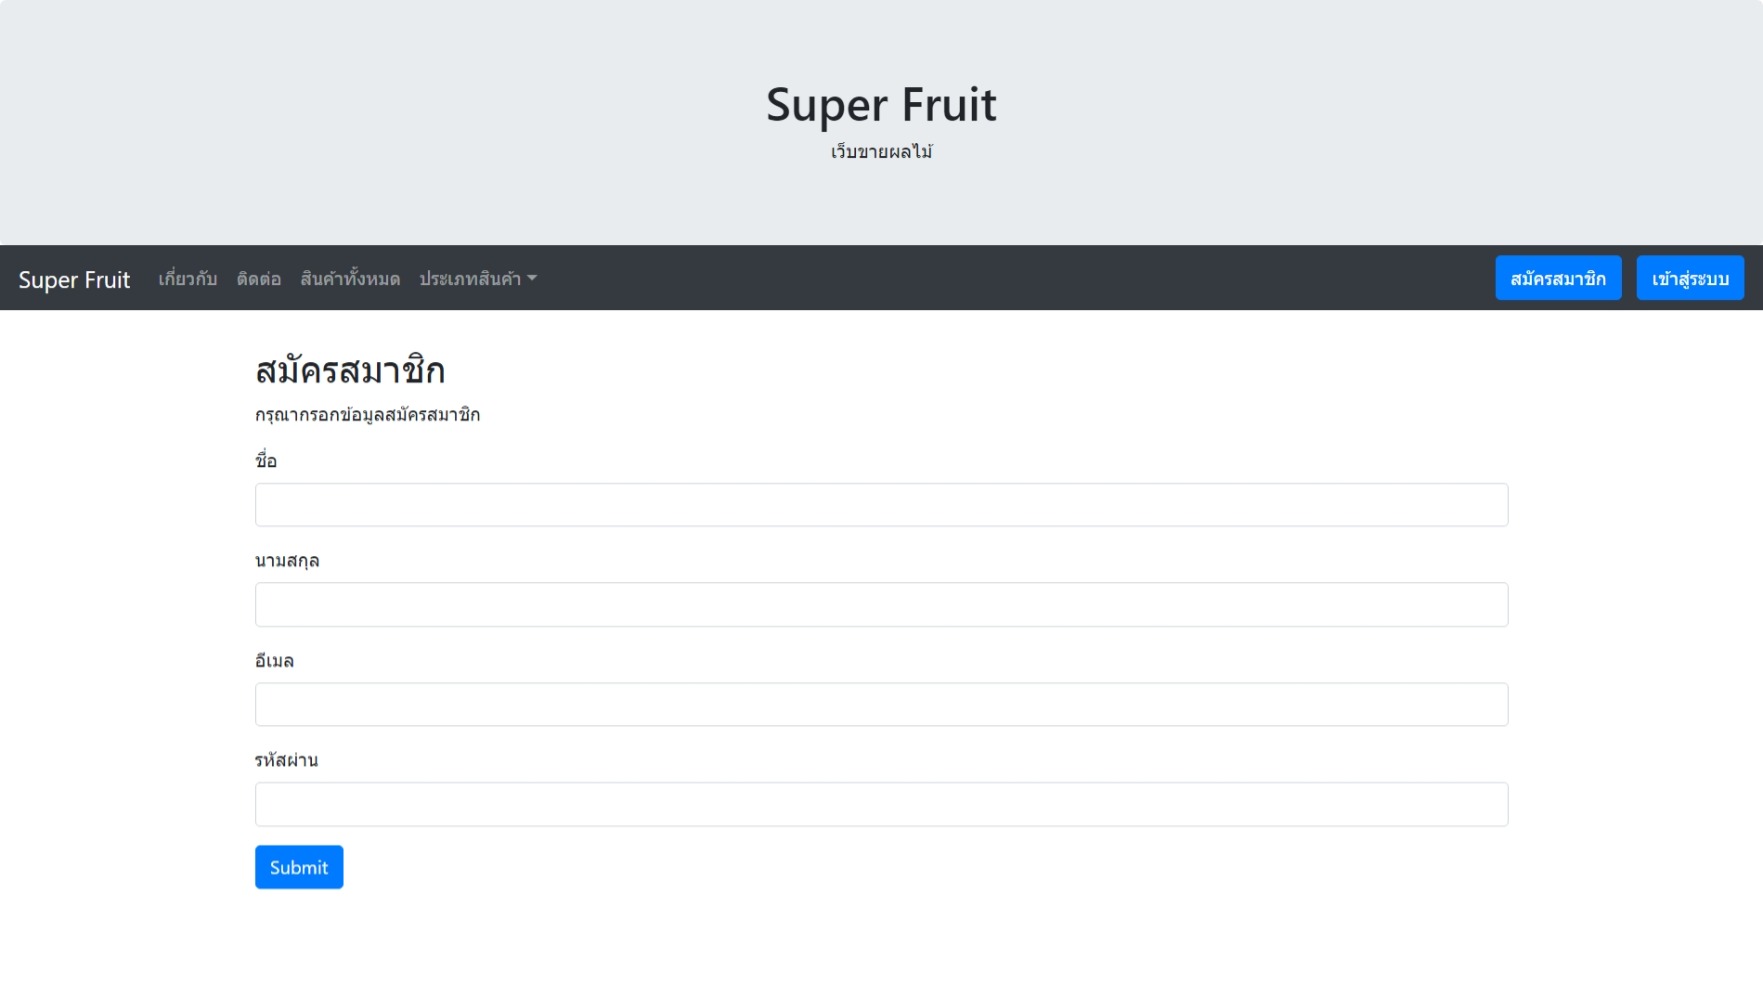 Super Fruit
เว็บขายผลไม้
Super Fruit เกี่ยวกับ ติดต่อ สินค้าทั้งหมด ประเภทสินค้า สมัครสมาชิก เข้าสู่ระบบ
สมัครสมาชิก
กรุณากรอกข้อมูลสมัครสมาชิก
ชื่อ
นามสกุล
อีเมล
รหัสผ่าน
Submit